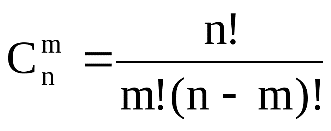 C_n^m = n! / m!(n - m)!